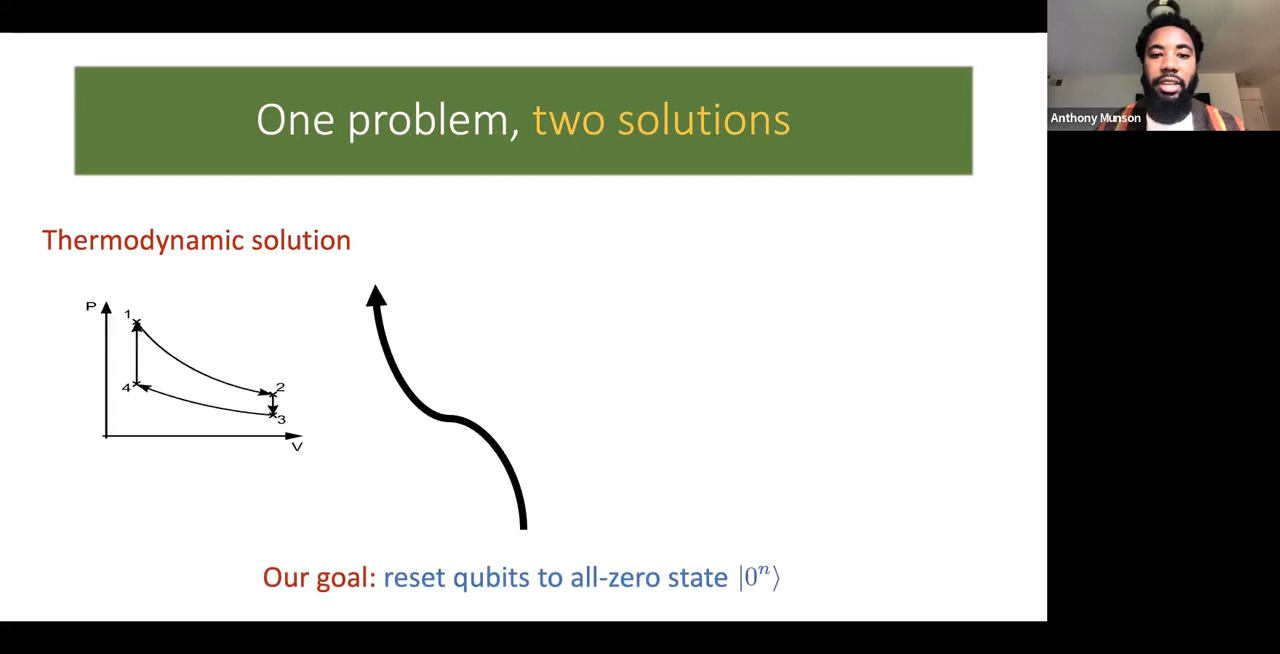 One problem, two solutions
Anthony Munson
Thermodynamic solution
P
1
2
4
3
V
Our goal: reset qubits to all-zero state |0ⁿ⟩